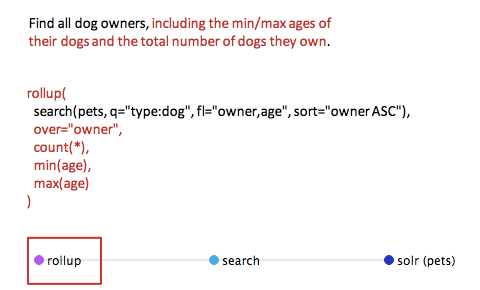 Find all dog owners, including the min/max ages of
their dogs and the total number of dogs they own.
rollup(
search(pets, q="type:dog", fl="owner,age", sort="owner ASC"),
over="owner",
count(*),
min(age),
max(age)
)
rollup search solr (pets)